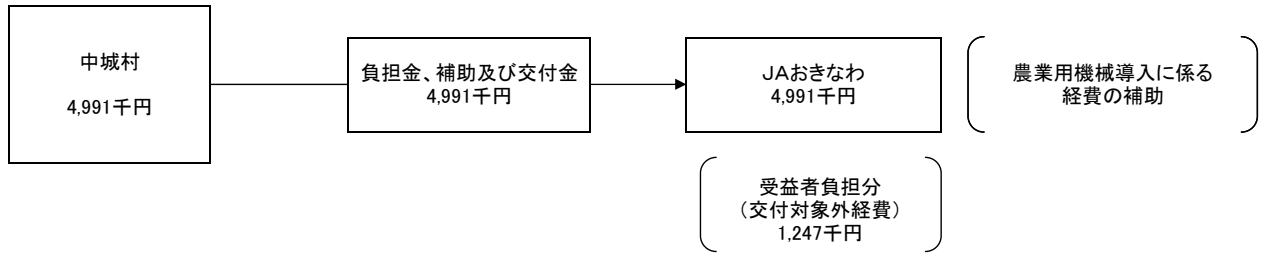 中城村
4,991千円
負担金、補助及び交付金
4,991千円
JAおきなわ
4,991千円
農業用機械導入に係る
経費の補助
受益者負担分
（交付対象外経費）
1,247千円